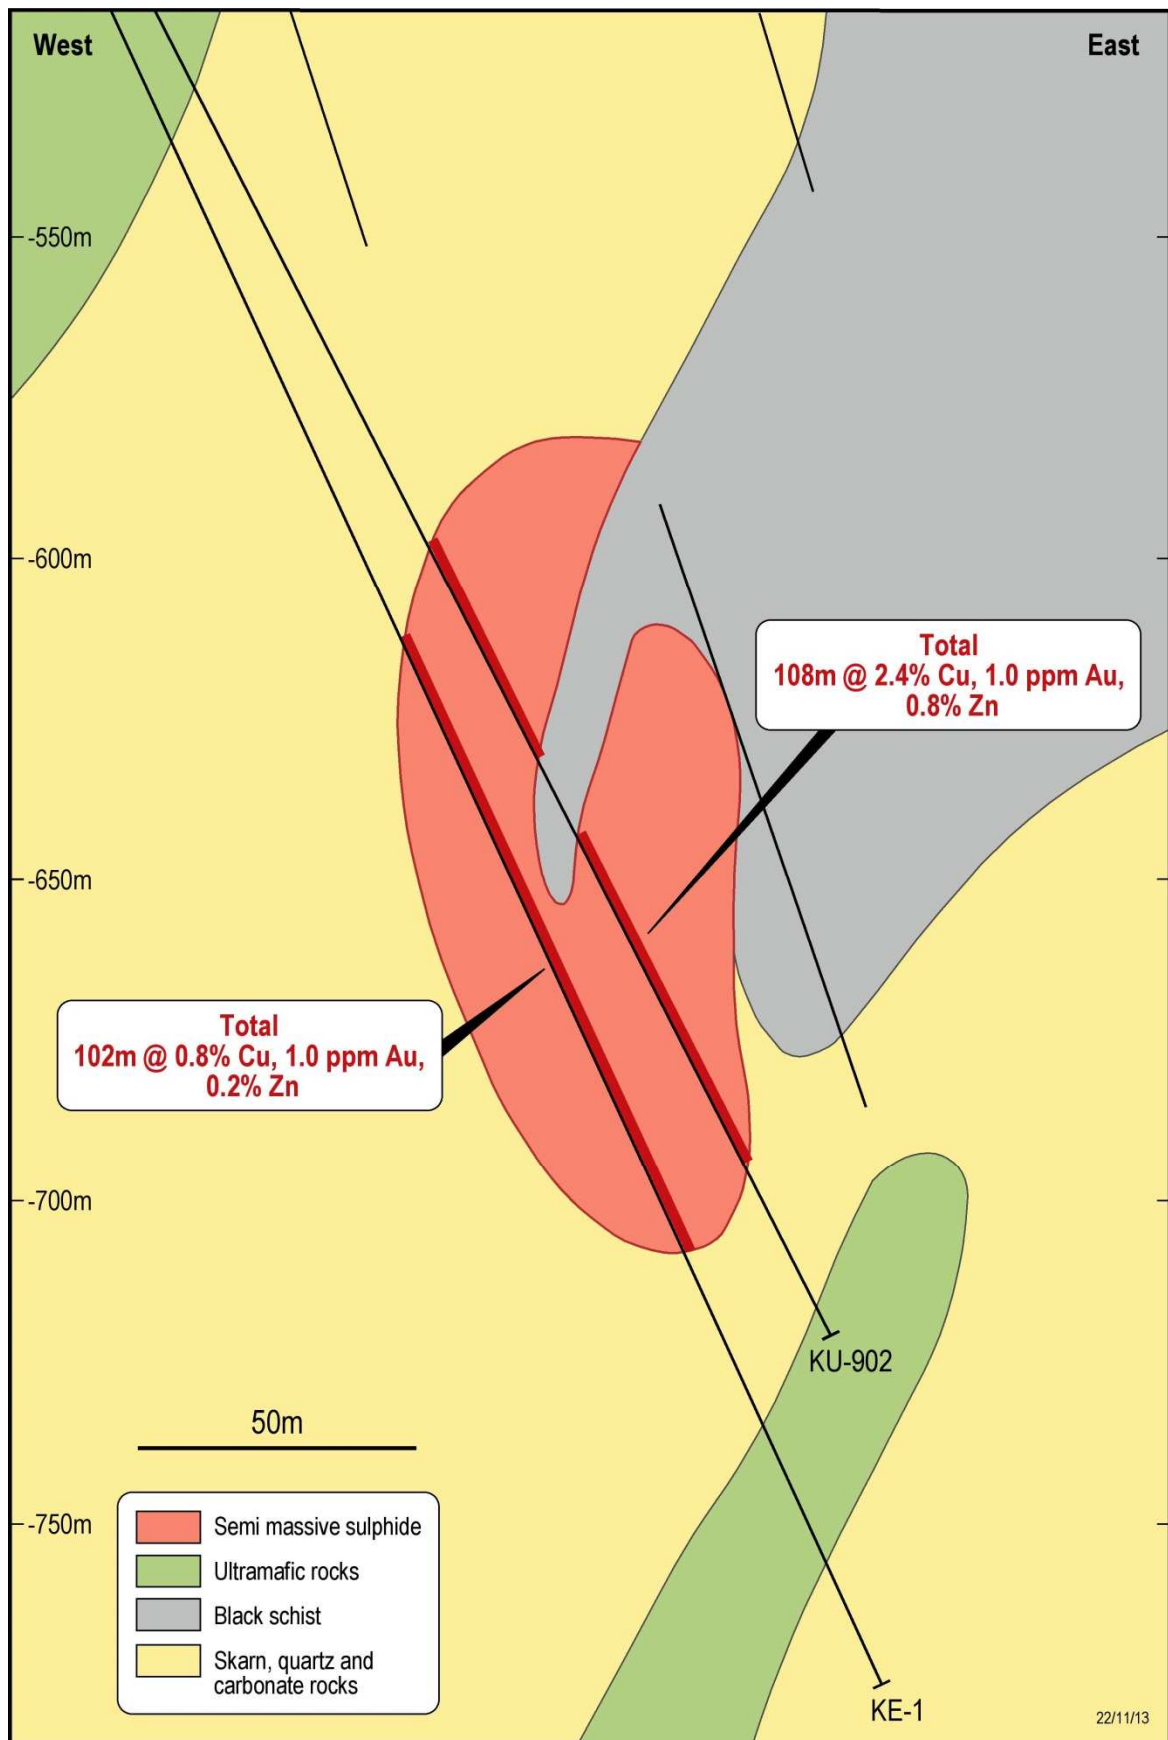 West
East
-550m
-600m
Total
108m @ 2.4% Cu, 1.0 ppm Au,
0.8% Zn
-650m
Total
102m @ 0.8% Cu, 1.0 ppm Au,
0.2% Zn
-700m
KU-902
50m
-750m
Semi massive sulphide
Ultramafic rocks
Black schist
Skarn, quartz and
carbonate rocks
KE-1
22/11/13